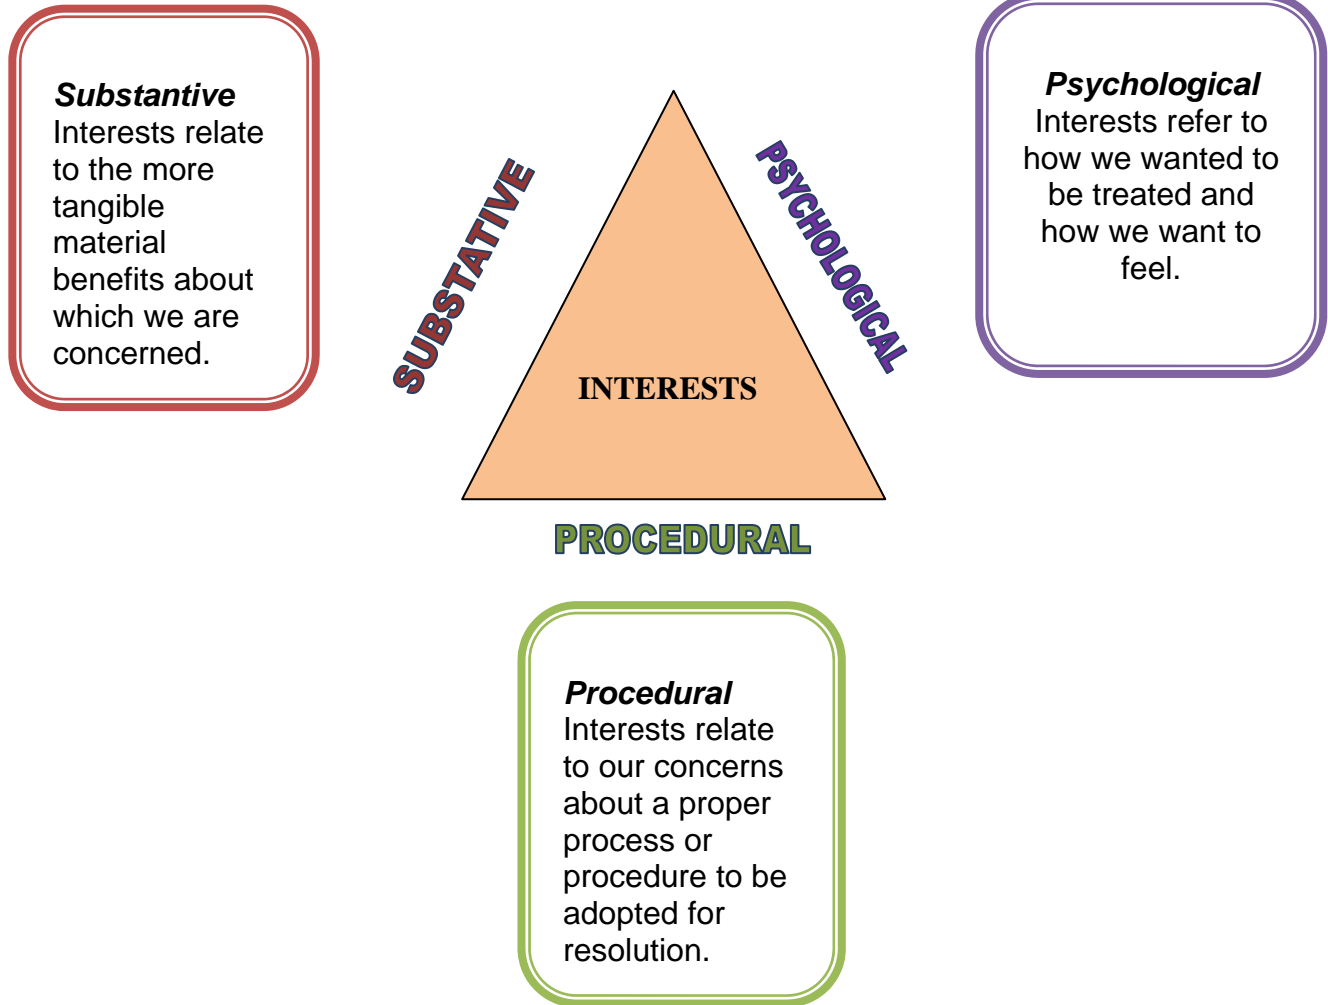 Substantive
Interests relate
to the more
tangible
material
benefits about
which we are
concerned.
SUBSTATIVE
PSYCHOLOGICAL
Psychological
Interests refer to
how we wanted to
be treated and
how we want to
feel.
INTERESTS
PROCEDURAL
Procedural
Interests relate
to our concerns
about a proper
process or
procedure to be
adopted for
resolution.